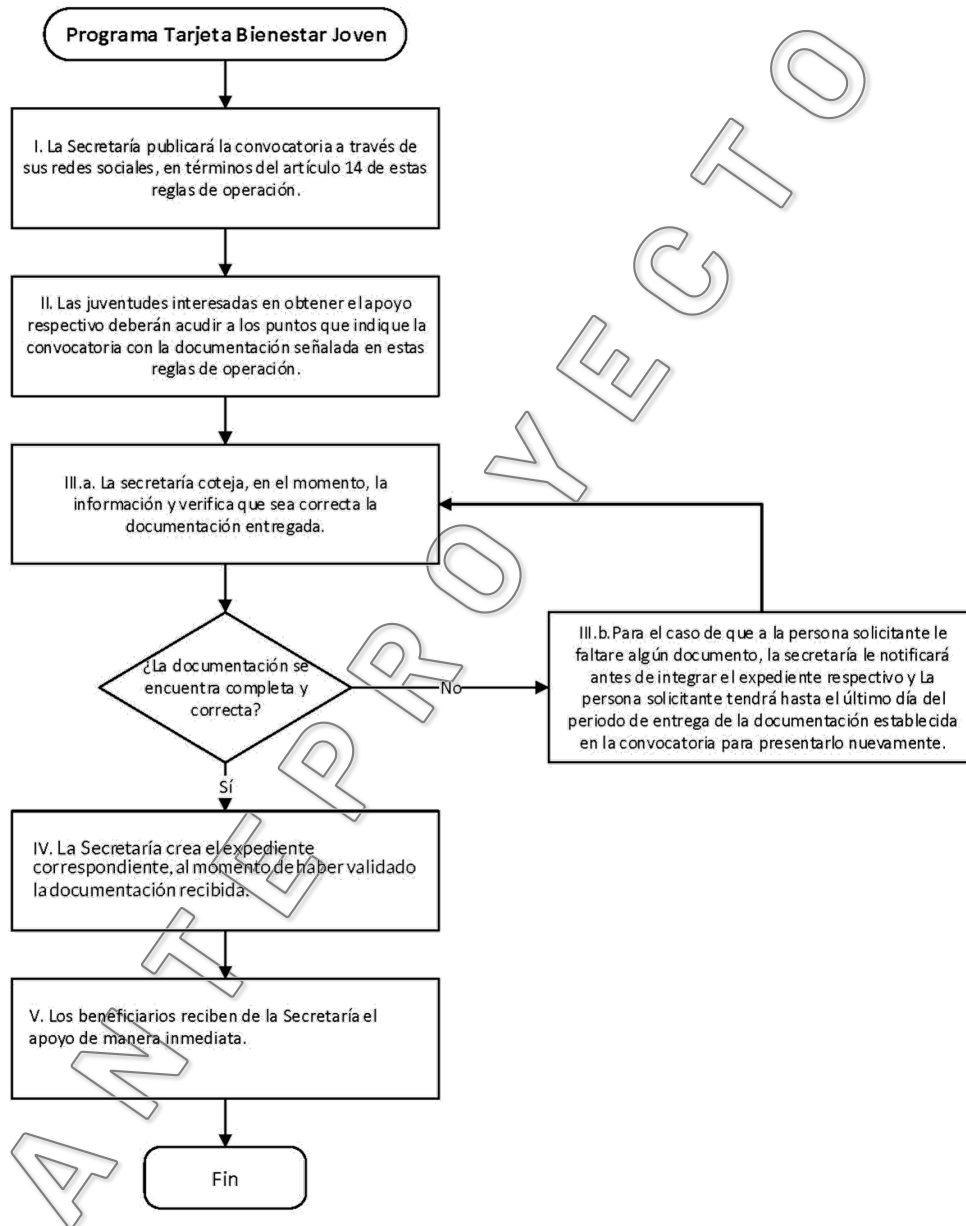 Programa Tarjeta Bienestar Joven
I. La Secretaría publicará la convocatoria a través de
sus redes sociales, en términos del artículo 14 de estas
reglas de operación.
II. Las juventudes interesadas en obtener el apoyo
respectivo deberán acudir a los puntos que indique la
convocatoria con la documentación señalada en estas
reglas de operación.
III.a. La secretaría coteja, en el momento, la
información y verifica que sea correcta la
documentación entregada.
¿La documentación se
encuentra completa y
correcta?
No
III.b.Para el caso de que a la persona solicitante le
faltare algún documento, la secretaría le notificará
antes de integrar el expediente respectivo y La
persona solicitante tendrá hasta el último día del
periodo de entrega de la documentación establecida
en la convocatoria para presentarlo nuevamente.
Sí
IV. La Secretaría crea el expediente
correspondiente, al momento de haber validado
la documentación recibida.
V. Los beneficiarios reciben de la Secretaría el
apoyo de manera inmediata.
Fin
ANTEPROYECTO